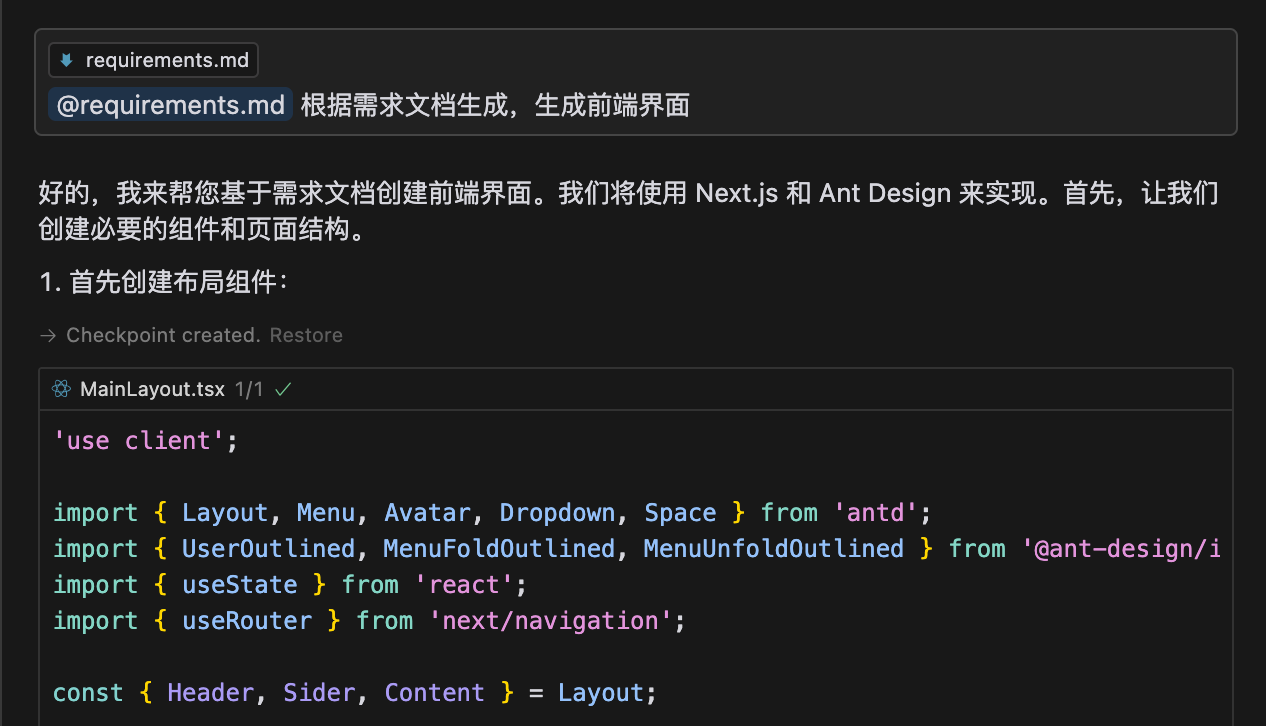 requirements.md
@requirements.md 根据需求文档生成，生成前端界面
好的，我来帮您基于需求文档创建前端界面。我们将使用 Next.js 和 Ant Design 来实现。首先，让我们
创建必要的组件和页面结构。
1. 首先创建布局组件：
→ Checkpoint created. Restore
MainLayout.tsx 1/1 ✓
'use client';
import { Layout, Menu, Avatar, Dropdown, Space } from 'antd';
import { UserOutlined, MenuFoldOutlined, MenuUnfoldOutlined } from '@ant-design/i
import { useState } from 'react';
import { useRouter } from 'next/navigation';
const { Header, Sider, Content } = Layout;